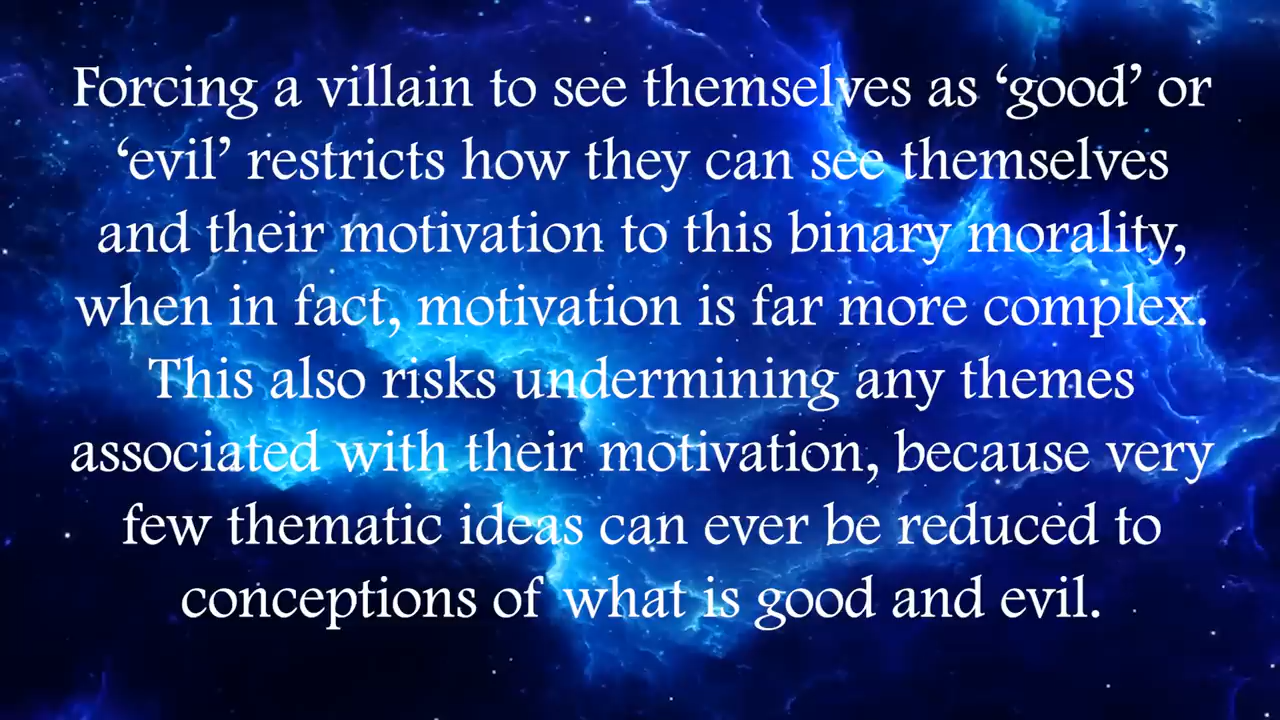 Forcing a villain to see themselves as ‘good’ or
‘evil’ restricts how they can see themselves
and their motivation to this binary morality,
when in fact, motivation is far more complex.
This also risks undermining any themes
associated with their motivation, because very
few thematic ideas can ever be reduced to
conceptions of what is good and evil.